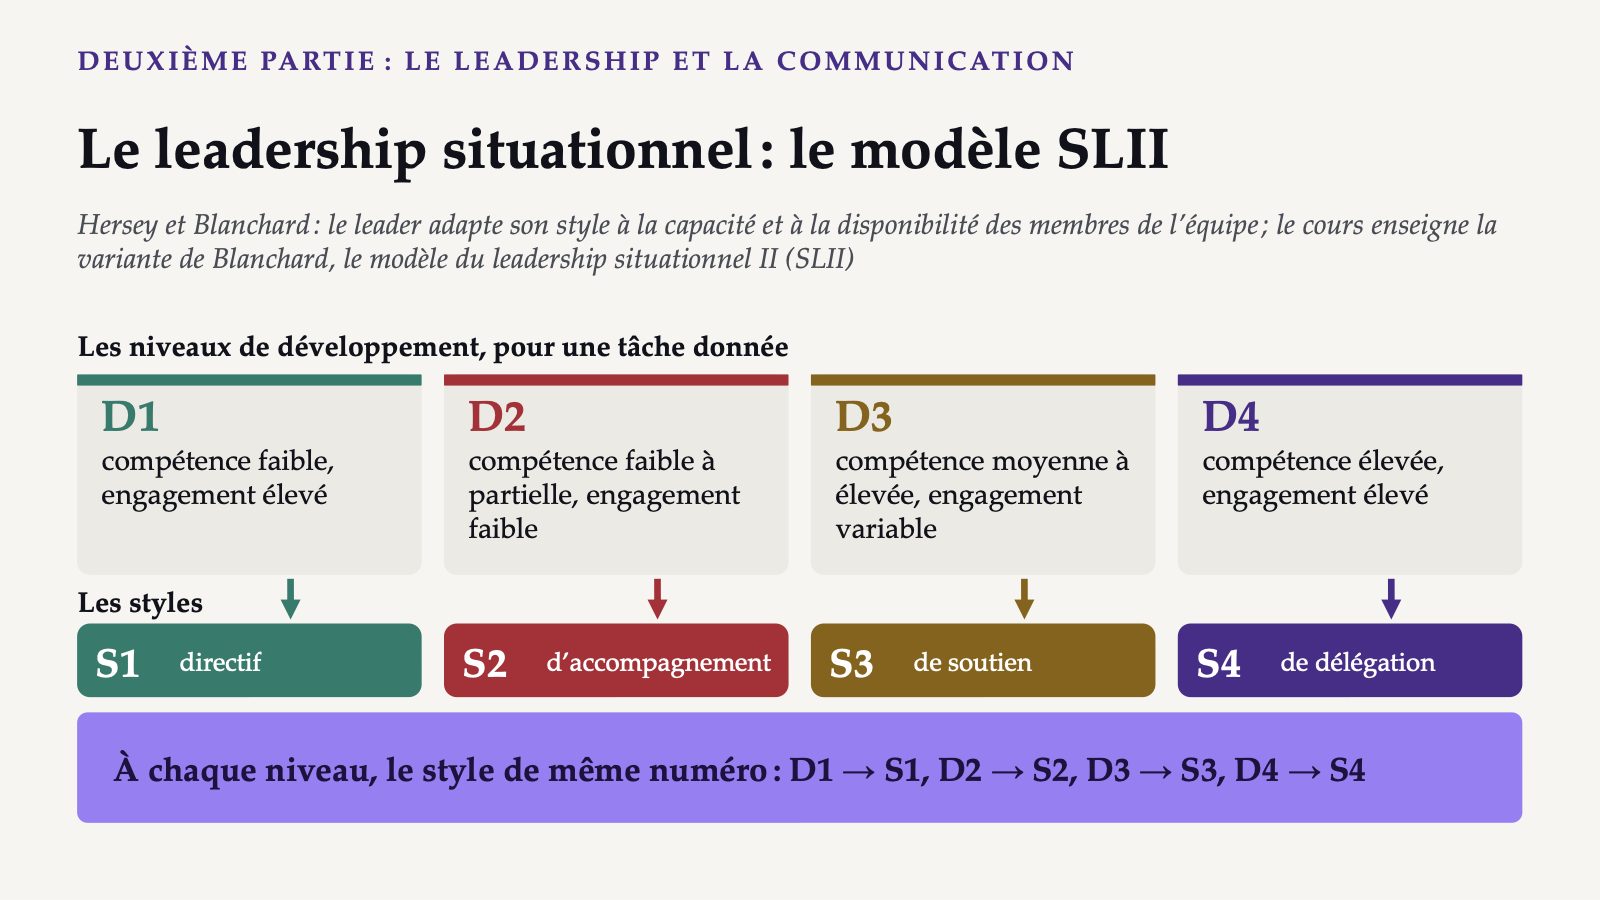 DEUXIÈME PARTIE : LE LEADERSHIP ET LA COMMUNICATION
Le leadership situationnel : le modèle SLII
Hersey et Blanchard : le leader adapte son style à la capacité et à la disponibilité des membres de l’équipe ; le cours enseigne la
variante de Blanchard, le modèle du leadership situationnel II (SLII)
Les niveaux de développement, pour une tâche donnée
D1
compétence faible,
engagement élevé
D2
compétence faible à
partielle, engagement
faible
D3
compétence moyenne à
élevée, engagement
variable
D4
compétence élevée,
engagement élevé
Les styles
S1 directif
S2 d’accompagnement
S3 de soutien
S4 de délégation
À chaque niveau, le style de même numéro : D1 → S1, D2 → S2, D3 → S3, D4 → S4